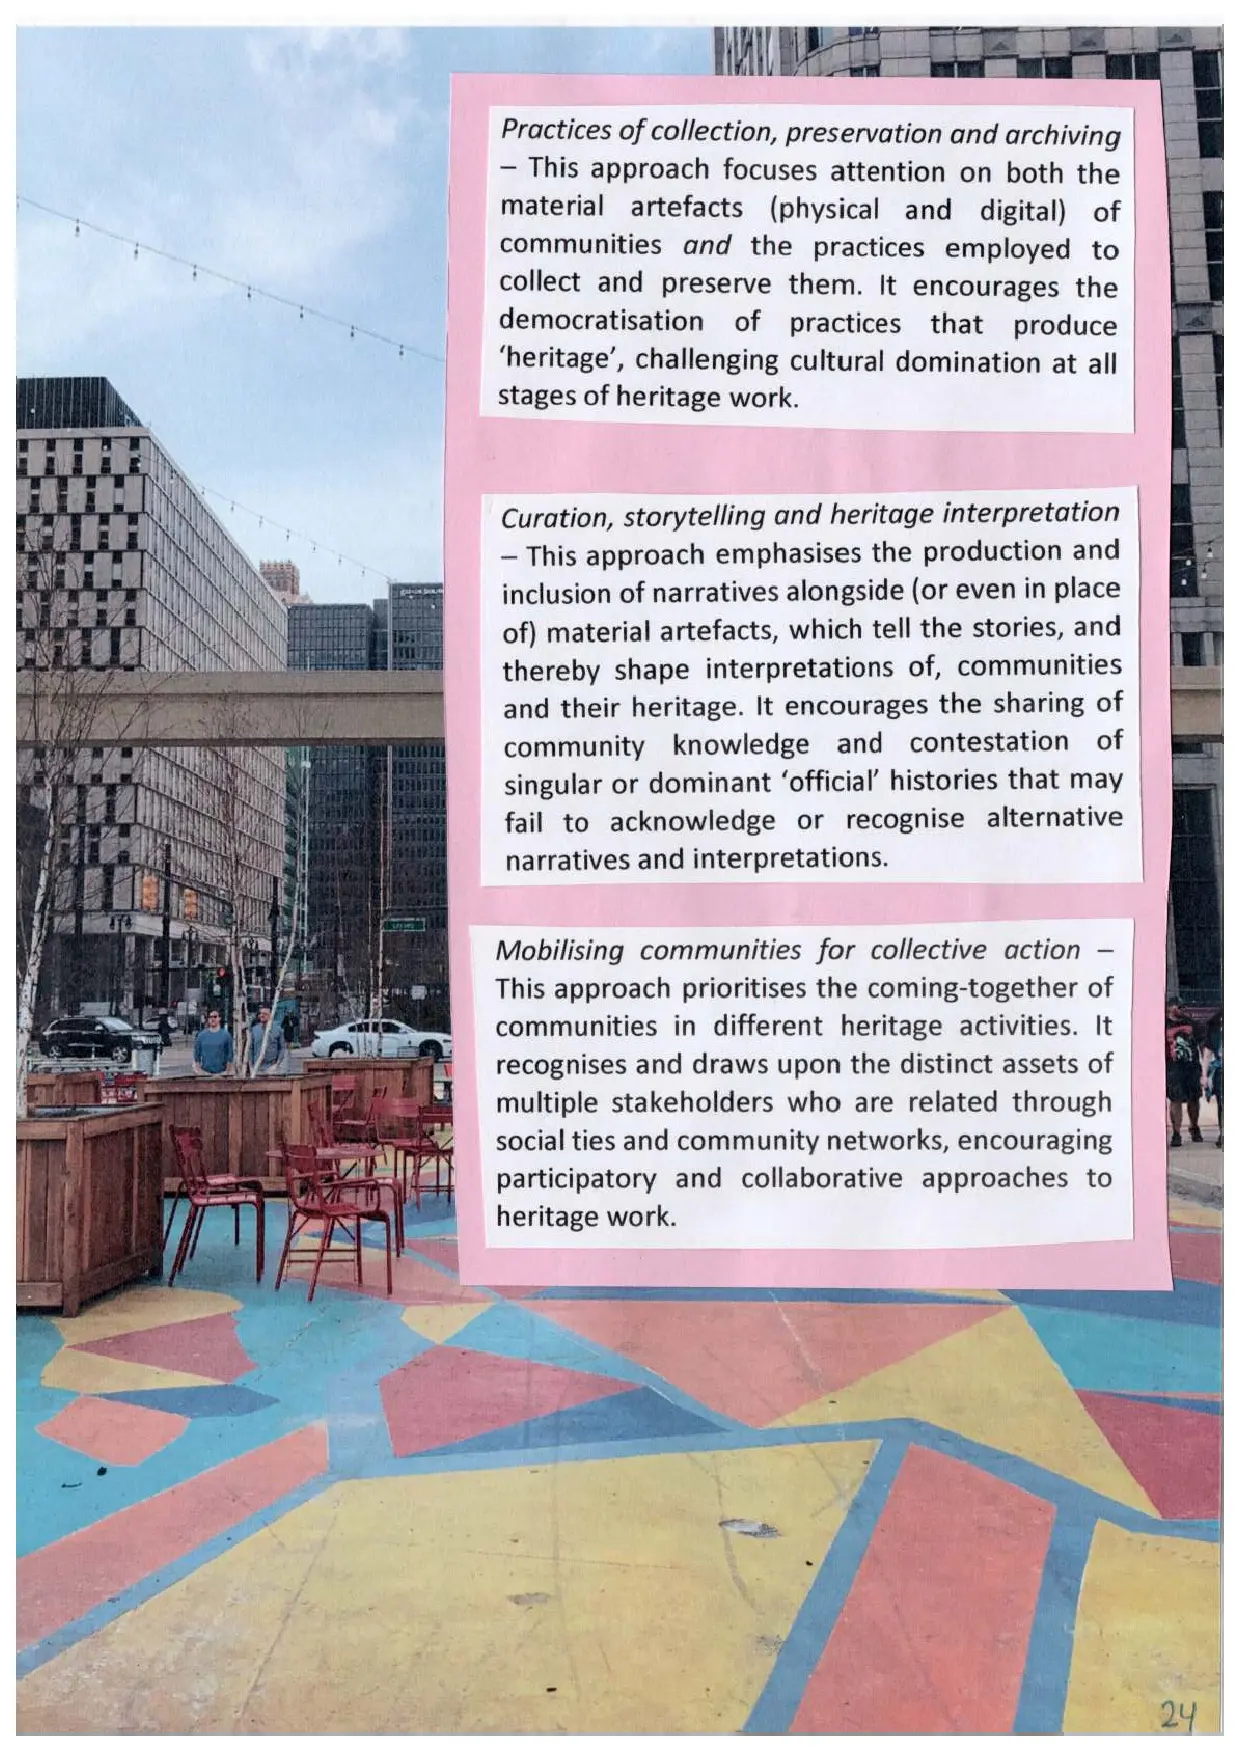 Practices of collection, preservation and archiving
– This approach focuses attention on both the
material artefacts (physical and digital) of
communities and the practices employed to
collect and preserve them. It encourages the
democratisation of practices that produce
‘heritage’, challenging cultural domination at all
stages of heritage work.
Curation, storytelling and heritage interpretation
– This approach emphasises the production and
inclusion of narratives alongside (or even in place
of) material artefacts, which tell the stories, and
thereby shape interpretations of, communities
and their heritage. It encourages the sharing of
community knowledge and contestation of
singular or dominant ‘official’ histories that may
fail to acknowledge or recognise alternative
narratives and interpretations.
Mobilising communities for collective action –
This approach prioritises the coming-together of
communities in different heritage activities. It
recognises and draws upon the distinct assets of
multiple stakeholders who are related through
social ties and community networks, encouraging
participatory and collaborative approaches to
heritage work.
24